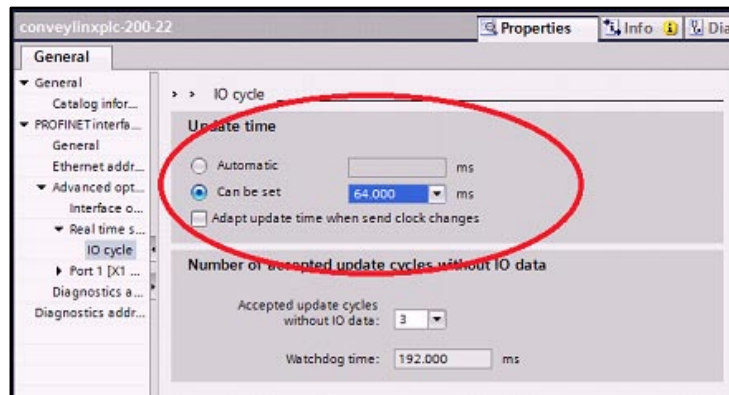 conveylinxplc-200-22
Properties
Info
Dia
General
General
Catalog infor...
PROFINET interfa...
General
Ethernet addr...
Advanced opt...
Interface o...
Real time s...
IO cycle
Port 1 [X1 ...
Diagnostics a...
Diagnostics addr...
> > IO cycle
Update time
Automatic ms
Can be set 64.000 ms
Adapt update time when send clock changes
Number of accepted update cycles without IO data
Accepted update cycles
without IO data: 3
Watchdog time: 192.000 ms